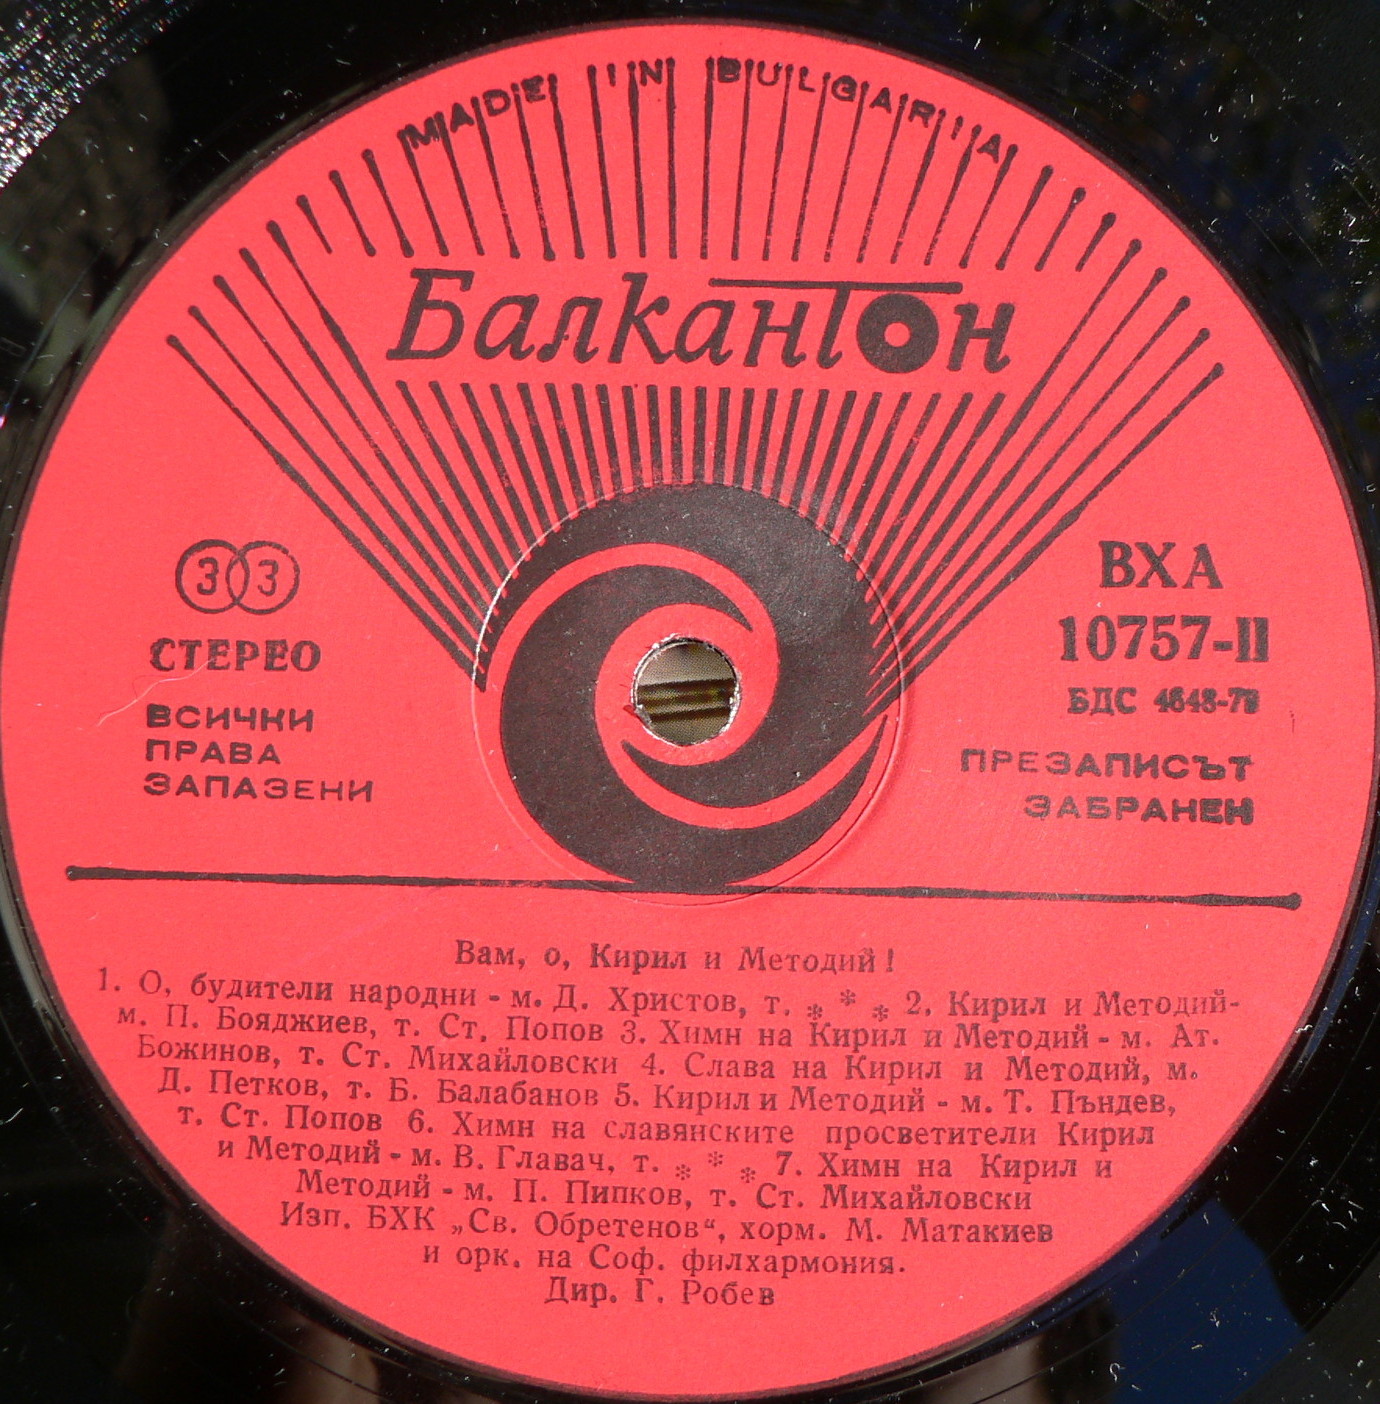 MADE IN BULGARIA
Балкантон
33
СТЕРЕО
ВСИЧКИ
ПРАВА
ЗАПАЗЕНИ
ВХА
10757-II
БДС 4648-7
ПРЕЗАПИСЪТ
ЗАБРАНЕН
Вам, о, Кирил и Методий!
1. О, будители народни - м. Д. Христов, т. * * * 2. Кирил и Методий-
м. П. Бояджиев, т. Ст. Попов 3. Химн на Кирил и Методий - м. Ат.
Божинов, т. Ст. Михайловски 4. Слава на Кирил и Методий, м.
Д. Петков, т. Б. Балабанов 5. Кирил и Методий - м. Т. Пъндев,
т. Ст. Попов 6. Химн на славянските просветители Кирил
и Методий - м. В. Главач, т. * * * 7. Химн на Кирил и
Методий - м. П. Пипков, т. Ст. Михайловски
Изп. БХК „Св. Обретенов“, хорм. М. Матакиев
и орк. на Соф. филхармония.
Дир. Г. Робев